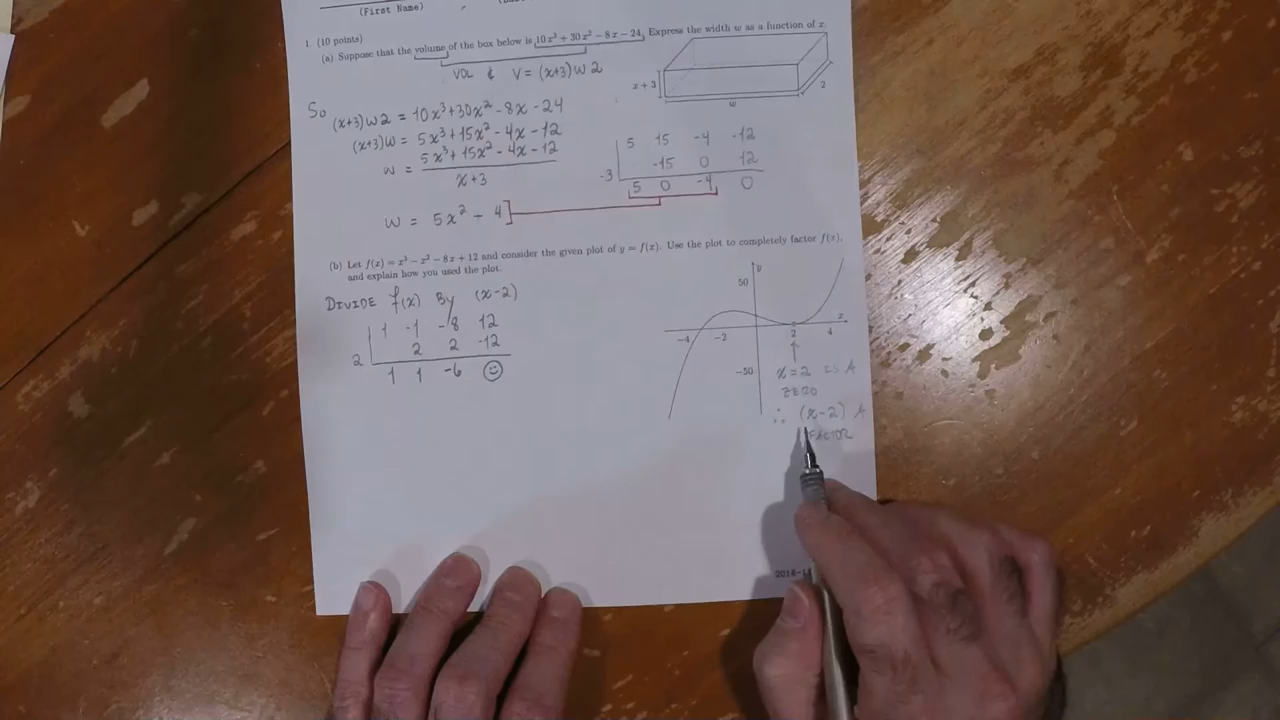 (First Name)
1. (10 points)
(a) Suppose that the volume of the box below is 10x³ + 30x² − 8x − 24. Express the width w as a function of x.
VOL & V = (x+3)W 2
x + 3
2
w
So (x+3)W2 = 10x³+30x² -8x -24
(x+3)W = 5x³+15x² -4x -12
W = 5x³+15x² -4x -12
x+3
5 15 -4 -12
-15 0 12
-3
5 0 -4 0
W = 5x² - 4
(b) Let f(x) = x³ − x² − 8x + 12 and consider the given plot of y = f(x). Use the plot to completely factor f(x),
and explain how you used the plot.
DIVIDE f(x) By (x-2)
1 -1 -8 12
2 2 -12
2
1 1 -6 ☺
y
50
x
−4 −2 2 4
−50
x=2 IS A
ZERO
∴ (x-2) A
FACTOR